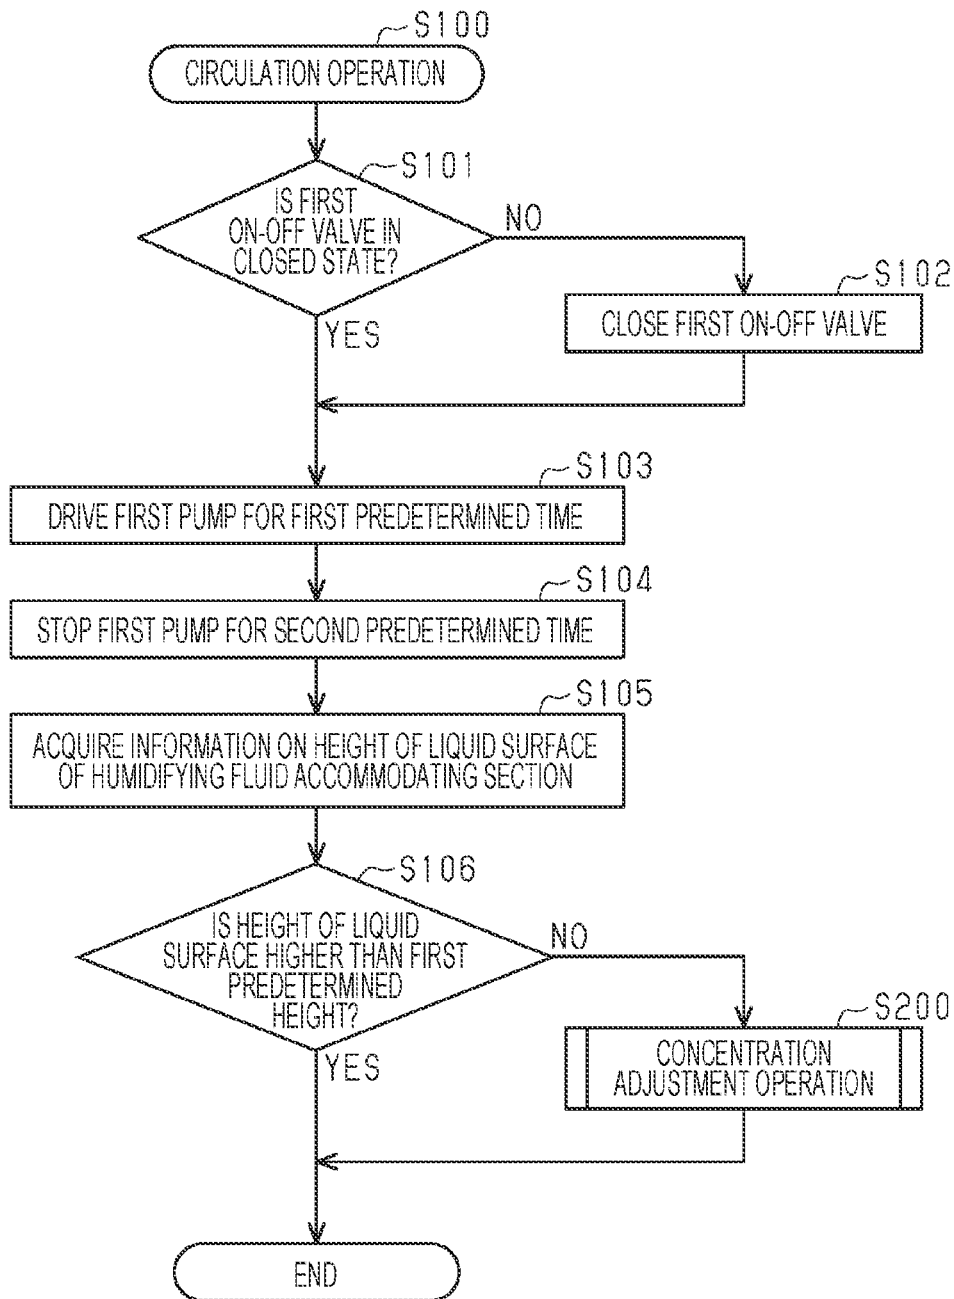 S100
CIRCULATION OPERATION
S101
IS FIRST
ON-OFF VALVE IN
CLOSED STATE?
NO
YES
S102
CLOSE FIRST ON-OFF VALVE
S103
DRIVE FIRST PUMP FOR FIRST PREDETERMINED TIME
S104
STOP FIRST PUMP FOR SECOND PREDETERMINED TIME
S105
ACQUIRE INFORMATION ON HEIGHT OF LIQUID SURFACE
OF HUMIDIFYING FLUID ACCOMMODATING SECTION
S106
IS HEIGHT OF LIQUID
SURFACE HIGHER THAN FIRST
PREDETERMINED
HEIGHT?
NO
YES
S200
CONCENTRATION
ADJUSTMENT OPERATION
END